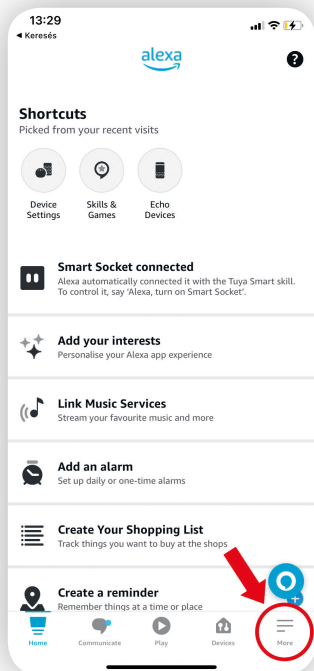 13:29
◀ Keresés
alexa
?
Shortcuts
Picked from your recent visits
Device
Settings
Skills &
Games
Echo
Devices
Smart Socket connected
Alexa automatically connected it with the Tuya Smart skill.
To control it, say 'Alexa, turn on Smart Socket'.
Add your interests
Personalise your Alexa app experience
Link Music Services
Stream your favourite music and more
Add an alarm
Set up daily or one-time alarms
Create Your Shopping List
Track things you want to buy at the shops
Create a reminder
Remember things at a time or place
Home
Communicate
Play
Devices
More